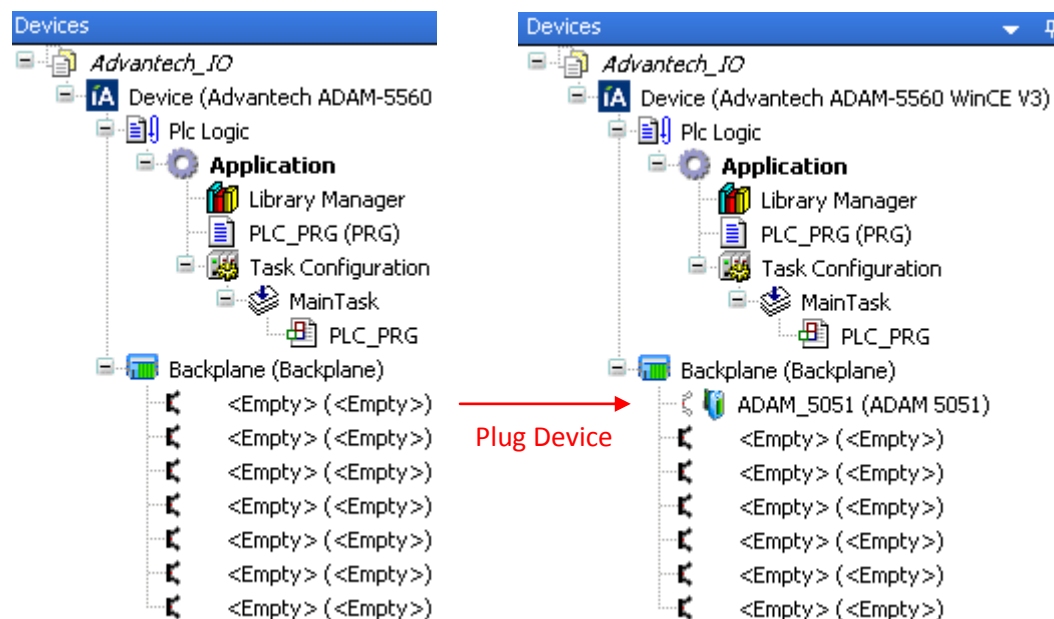 Devices
Advantech_IO
iA Device (Advantech ADAM-5560
Plc Logic
Application
Library Manager
PLC_PRG (PRG)
Task Configuration
MainTask
PLC_PRG
Backplane (Backplane)
<Empty> (<Empty>)
<Empty> (<Empty>)
<Empty> (<Empty>)
<Empty> (<Empty>)
<Empty> (<Empty>)
<Empty> (<Empty>)
<Empty> (<Empty>)
Plug Device
Devices
Advantech_IO
iA Device (Advantech ADAM-5560 WinCE V3)
Plc Logic
Application
Library Manager
PLC_PRG (PRG)
Task Configuration
MainTask
PLC_PRG
Backplane (Backplane)
ADAM_5051 (ADAM 5051)
<Empty> (<Empty>)
<Empty> (<Empty>)
<Empty> (<Empty>)
<Empty> (<Empty>)
<Empty> (<Empty>)
<Empty> (<Empty>)